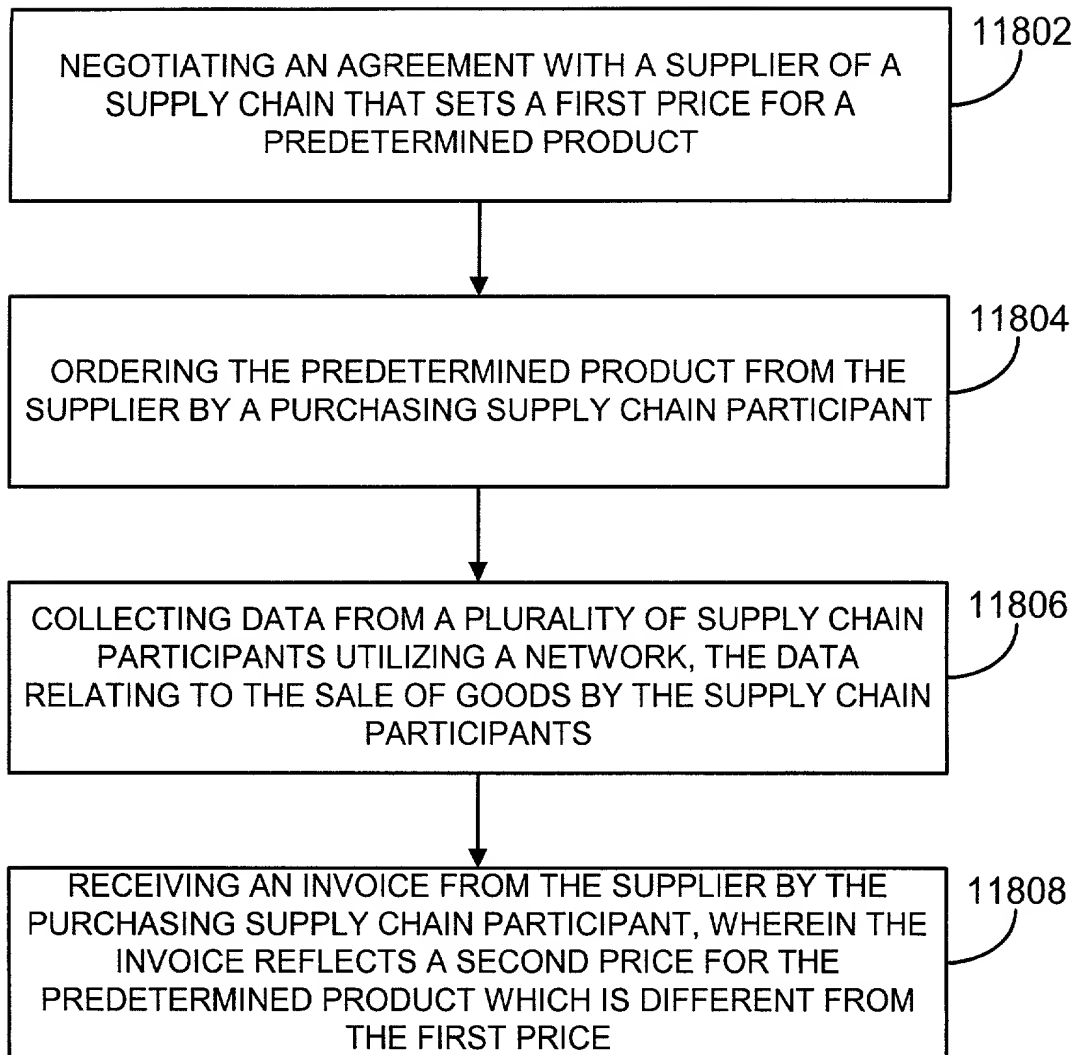 11802
NEGOTIATING AN AGREEMENT WITH A SUPPLIER OF A
SUPPLY CHAIN THAT SETS A FIRST PRICE FOR A
PREDETERMINED PRODUCT
11804
ORDERING THE PREDETERMINED PRODUCT FROM THE
SUPPLIER BY A PURCHASING SUPPLY CHAIN PARTICIPANT
11806
COLLECTING DATA FROM A PLURALITY OF SUPPLY CHAIN
PARTICIPANTS UTILIZING A NETWORK, THE DATA
RELATING TO THE SALE OF GOODS BY THE SUPPLY CHAIN
PARTICIPANTS
11808
RECEIVING AN INVOICE FROM THE SUPPLIER BY THE
PURCHASING SUPPLY CHAIN PARTICIPANT, WHEREIN THE
INVOICE REFLECTS A SECOND PRICE FOR THE
PREDETERMINED PRODUCT WHICH IS DIFFERENT FROM
THE FIRST PRICE